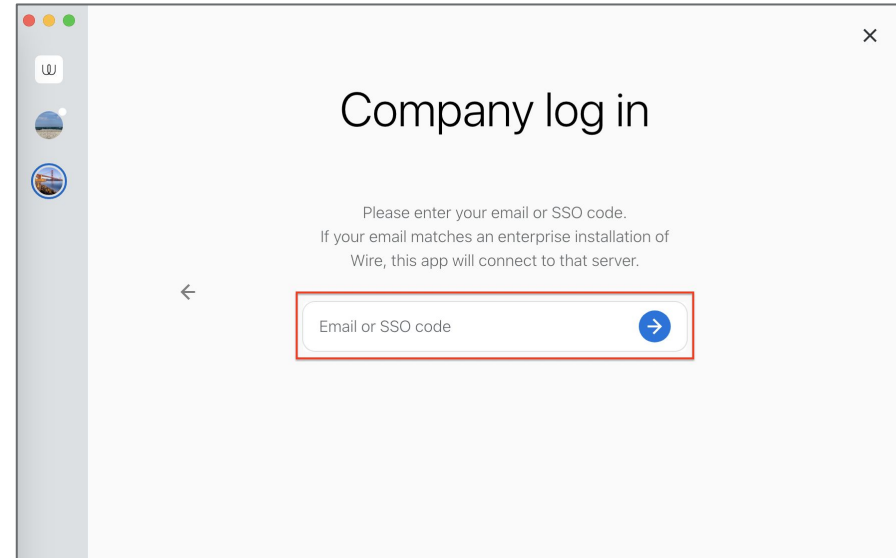 Company log in
Please enter your email or SSO code.
If your email matches an enterprise installation of
Wire, this app will connect to that server.
Email or SSO code